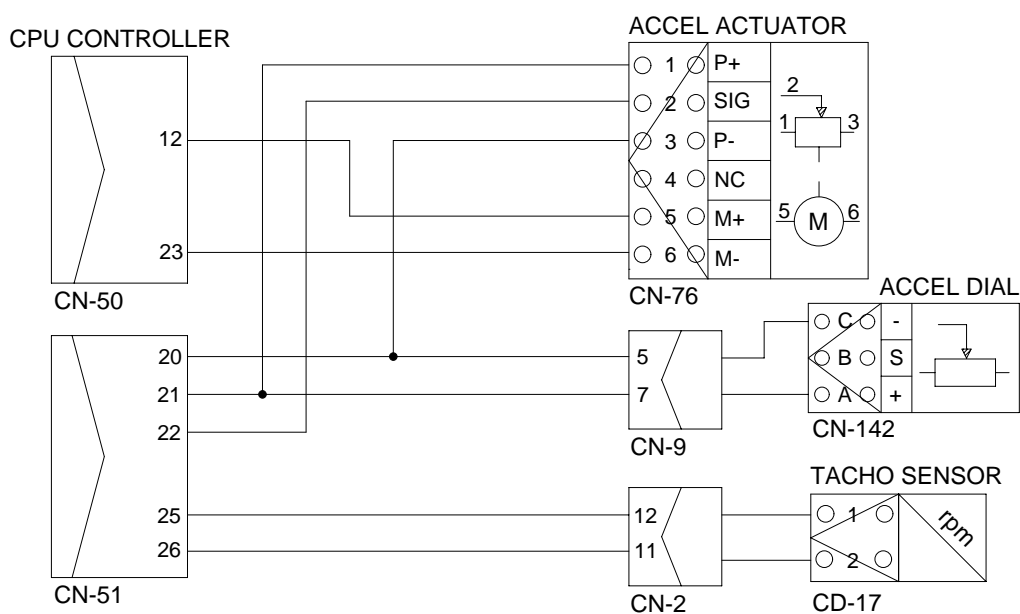 ACCEL ACTUATOR
CPU CONTROLLER
1 P+
2 SIG
3 P-
4 NC
5 M+
6 M-
2
1 3
5 M 6
12
23
CN-50
CN-76
ACCEL DIAL
C -
B S
A +
CN-142
20
21
22
25
26
CN-51
5
7
CN-9
12
11
CN-2
TACHO SENSOR
1
2
rpm
CD-17